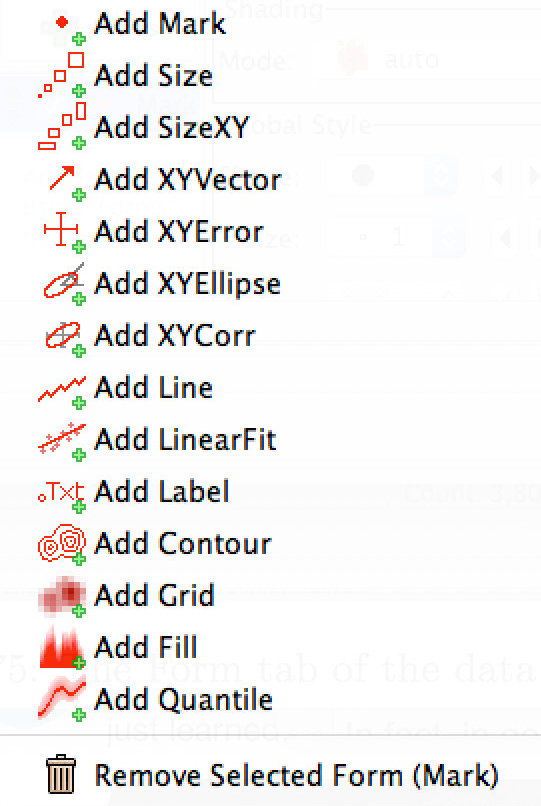 Add Mark
Add Size
Add SizeXY
Add XYVector
Add XYError
Add XYEllipse
Add XYCorr
Add Line
Add LinearFit
.Txt Add Label
Add Contour
Add Grid
Add Fill
Add Quantile
Remove Selected Form (Mark)